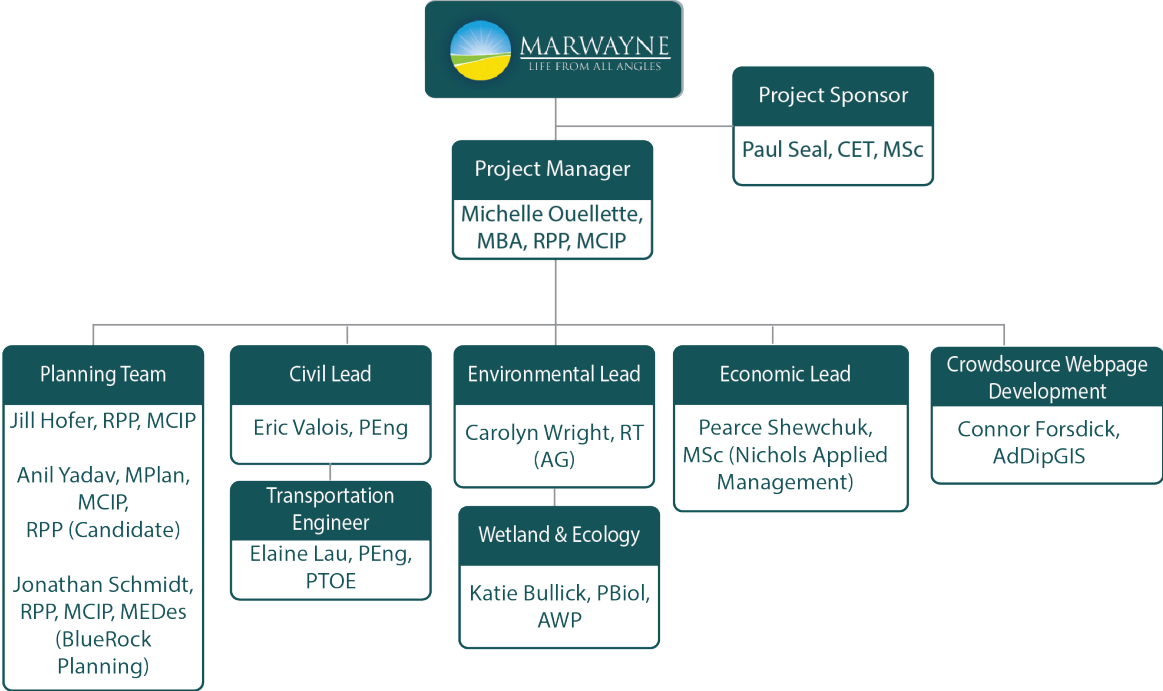 MARWAYNE
LIFE FROM ALL ANGLES
Project Sponsor
Paul Seal, CET, MSc
Project Manager
Michelle Ouellette,
MBA, RPP, MCIP
Planning Team
Jill Hofer, RPP, MCIP
Anil Yadav, MPlan,
MCIP,
RPP (Candidate)
Jonathan Schmidt,
RPP, MCIP, MEDes
(BlueRock
Planning)
Civil Lead
Eric Valois, PEng
Transportation
Engineer
Elaine Lau, PEng,
PTOE
Environmental Lead
Carolyn Wright, RT
(AG)
Wetland & Ecology
Katie Bullick, PBiol,
AWP
Economic Lead
Pearce Shewchuk,
MSc (Nichols Applied
Management)
Crowdsource Webpage
Development
Connor Forsdick,
AdDipGIS